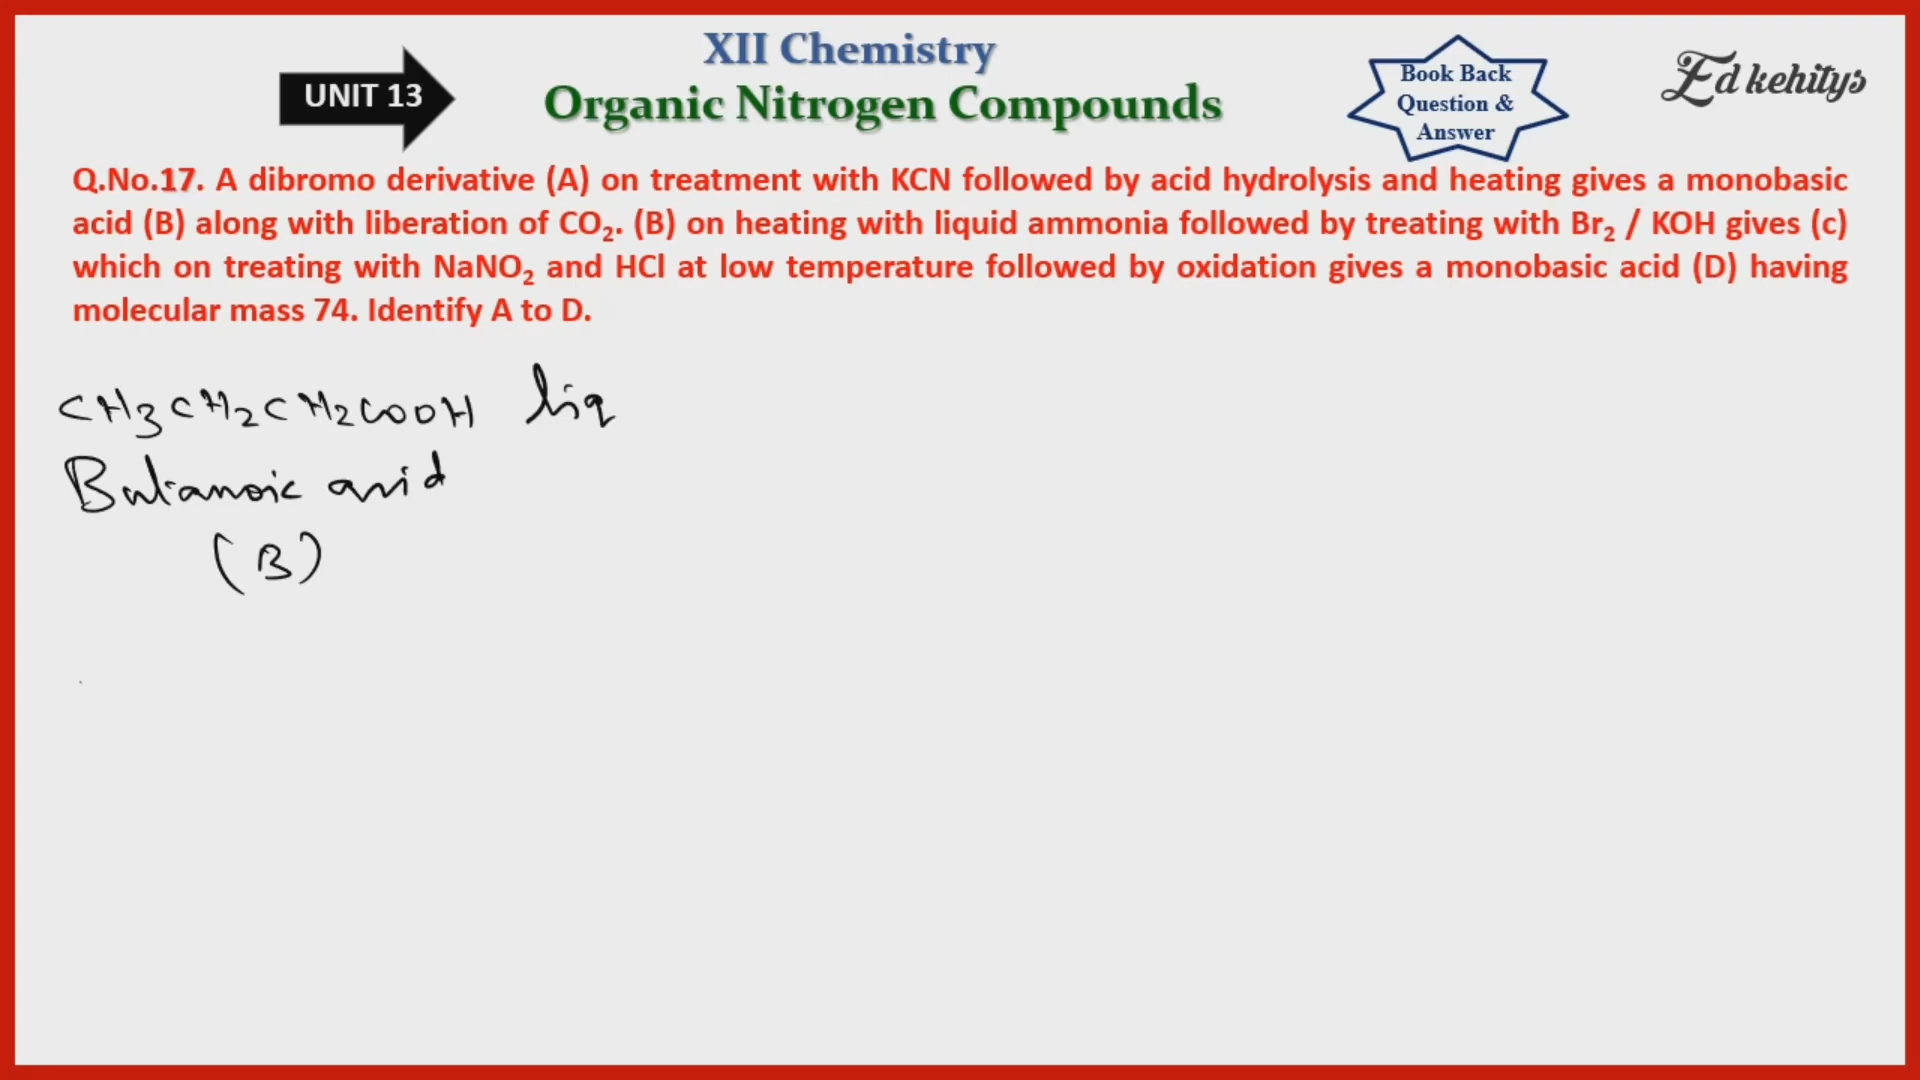 UNIT 13
XII Chemistry
Organic Nitrogen Compounds
Book Back
Question &
Answer
Ed kehitys
Q.No.17. A dibromo derivative (A) on treatment with KCN followed by acid hydrolysis and heating gives a monobasic
acid (B) along with liberation of CO₂. (B) on heating with liquid ammonia followed by treating with Br₂ / KOH gives (c)
which on treating with NaNO₂ and HCl at low temperature followed by oxidation gives a monobasic acid (D) having
molecular mass 74. Identify A to D.
CH3CH2CH2COOH liq
Butanoic acid
(B)